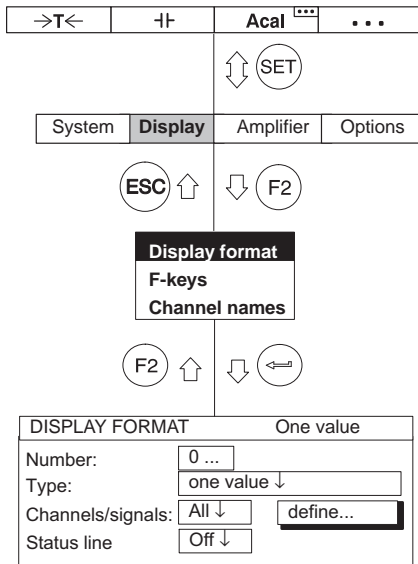 →T← ⊣⊢ Acal ...
SET
System Display Amplifier Options
ESC F2
Display format
F-keys
Channel names
F2
DISPLAY FORMAT One value
Number: 0 ...
Type: one value ↓
Channels/signals: All ↓ define...
Status line Off ↓